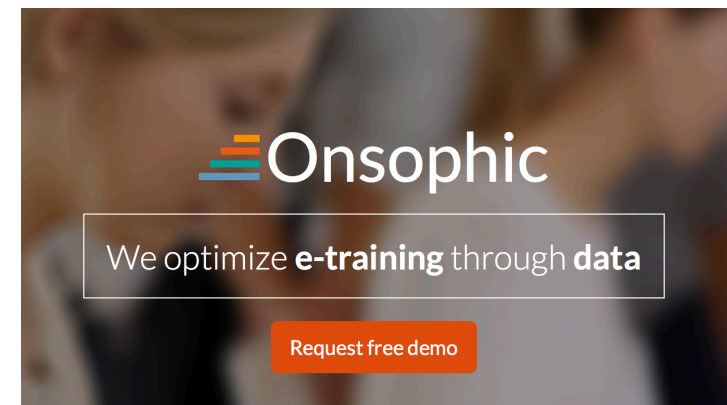 Onsophic
We optimize e-training through data
Request free demo